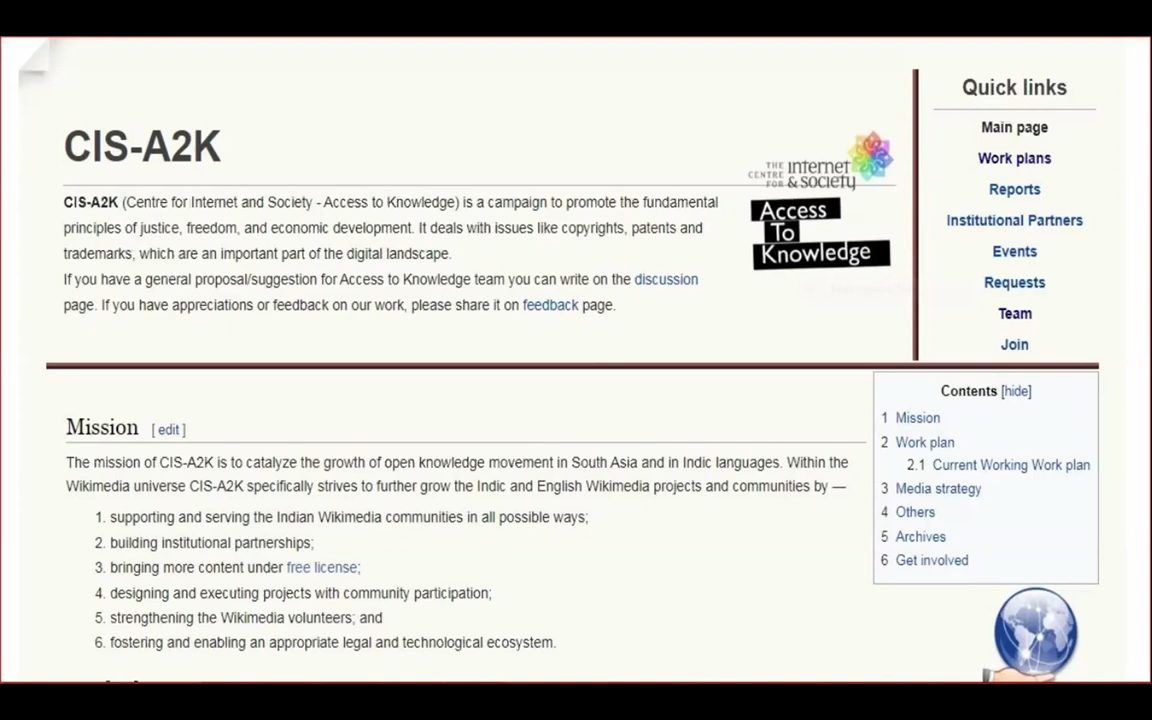 CIS-A2K
CIS-A2K (Centre for Internet and Society - Access to Knowledge) is a campaign to promote the fundamental
principles of justice, freedom, and economic development. It deals with issues like copyrights, patents and
trademarks, which are an important part of the digital landscape.
If you have a general proposal/suggestion for Access to Knowledge team you can write on the discussion
page. If you have appreciations or feedback on our work, please share it on feedback page.
THE CENTRE FOR internet & society
Access
To
Knowledge
Quick links
Main page
Work plans
Reports
Institutional Partners
Events
Requests
Team
Join
Mission [ edit ]
The mission of CIS-A2K is to catalyze the growth of open knowledge movement in South Asia and in Indic languages. Within the
Wikimedia universe CIS-A2K specifically strives to further grow the Indic and English Wikimedia projects and communities by —
1. supporting and serving the Indian Wikimedia communities in all possible ways;
2. building institutional partnerships;
3. bringing more content under free license;
4. designing and executing projects with community participation;
5. strengthening the Wikimedia volunteers; and
6. fostering and enabling an appropriate legal and technological ecosystem.
Contents [hide]
1 Mission
2 Work plan
2.1 Current Working Work plan
3 Media strategy
4 Others
5 Archives
6 Get involved